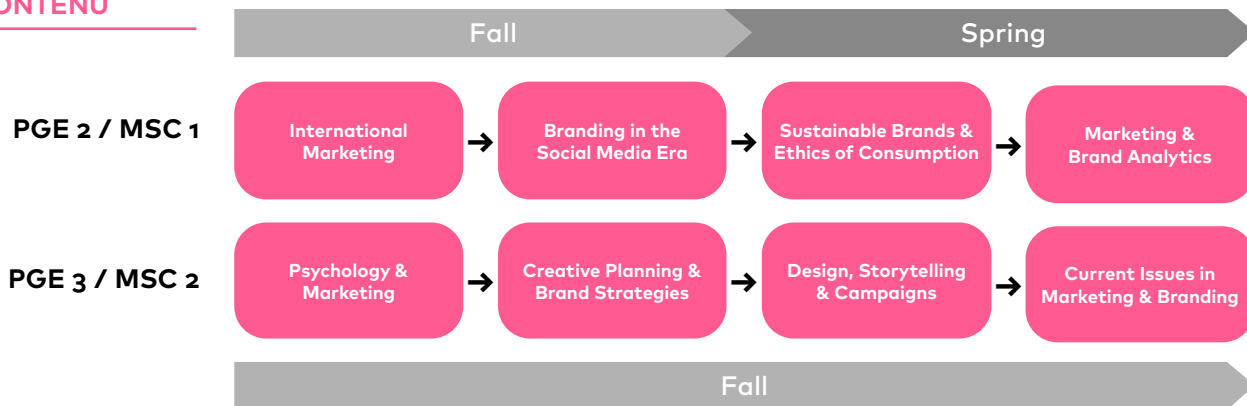 ONTENU
Fall
Spring
PGE 2 / MSC 1
International
Marketing
Branding in the
Social Media Era
Sustainable Brands &
Ethics of Consumption
Marketing &
Brand Analytics
PGE 3 / MSC 2
Psychology &
Marketing
Creative Planning &
Brand Strategies
Design, Storytelling
& Campaigns
Current Issues in
Marketing & Branding
Fall